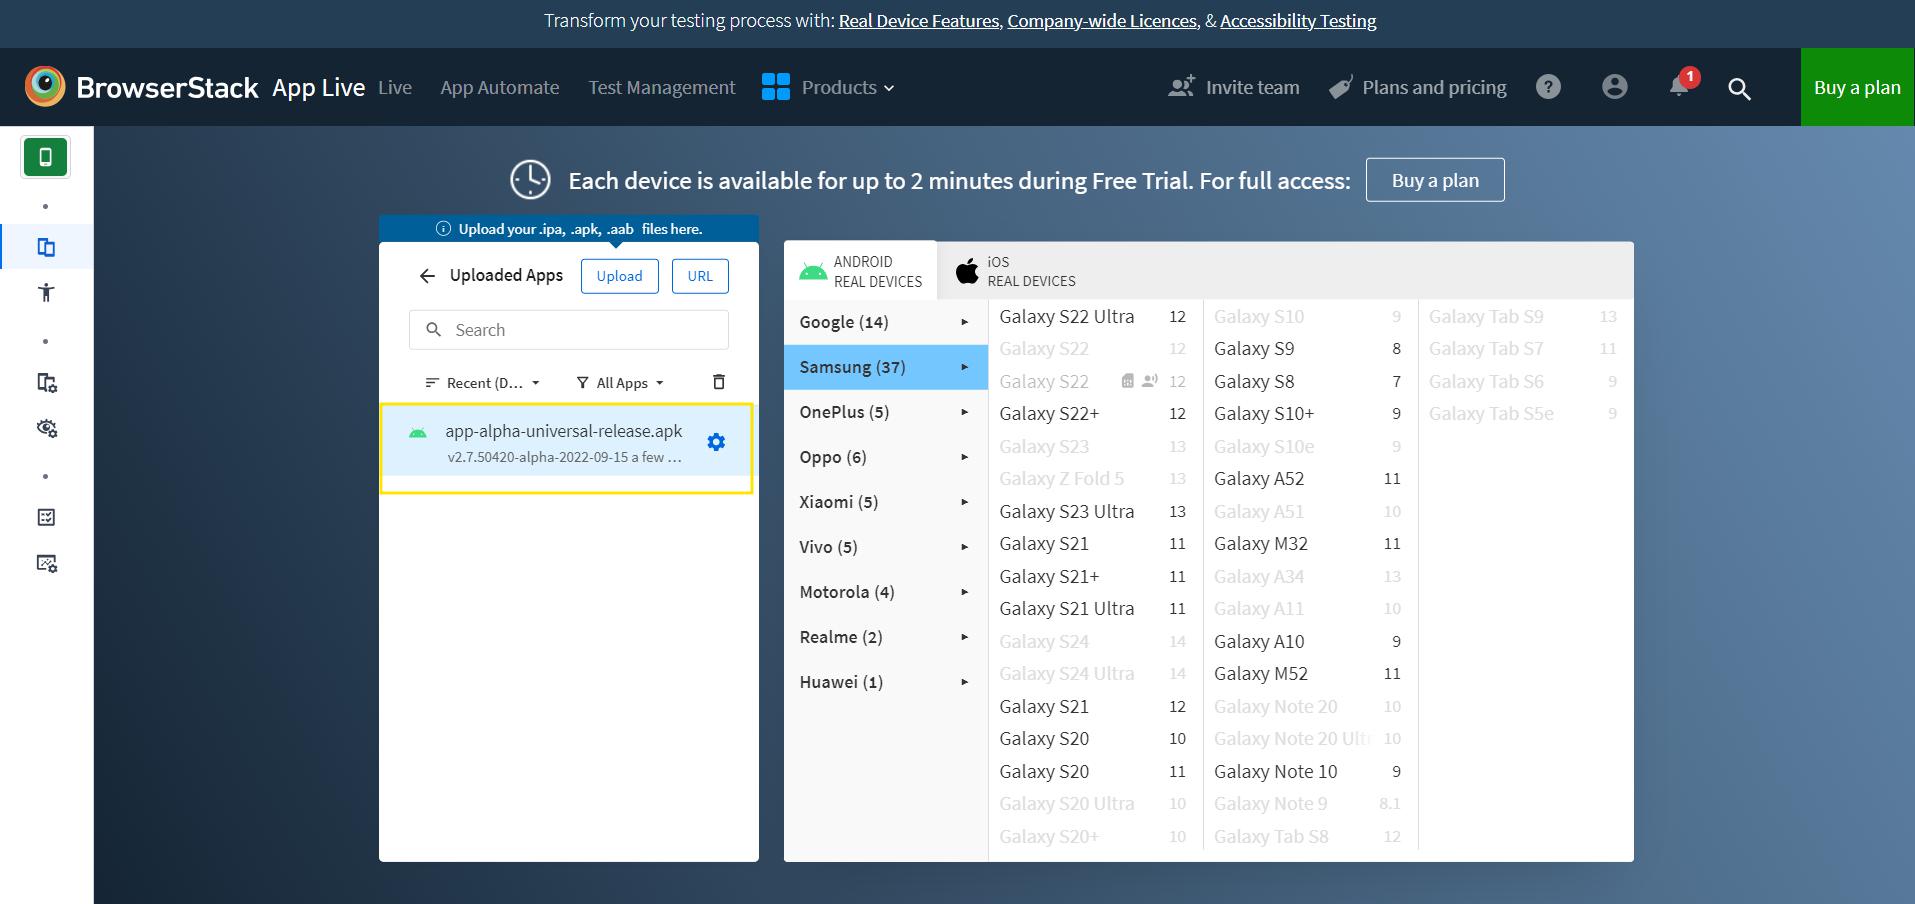 Transform your testing process with: Real Device Features, Company-wide Licences, & Accessibility Testing
BrowserStack App Live Live App Automate Test Management Products Invite team Plans and pricing ? 1 Buy a plan
Each device is available for up to 2 minutes during Free Trial. For full access: Buy a plan
Upload your .ipa, .apk, .aab files here.
Uploaded Apps Upload URL
Search
Recent (D... All Apps
app-alpha-universal-release.apk
v2.7.50420-alpha-2022-09-15 a few ...
ANDROID
REAL DEVICES
iOS
REAL DEVICES
Google (14)
Samsung (37)
OnePlus (5)
Oppo (6)
Xiaomi (5)
Vivo (5)
Motorola (4)
Realme (2)
Huawei (1)
Galaxy S22 Ultra 12
Galaxy S22 12
Galaxy S22 12
Galaxy S22+ 12
Galaxy S23 13
Galaxy Z Fold 5 13
Galaxy S23 Ultra 13
Galaxy S21 11
Galaxy S21+ 11
Galaxy S21 Ultra 11
Galaxy S24 14
Galaxy S24 Ultra 14
Galaxy S21 12
Galaxy S20 10
Galaxy S20 11
Galaxy S20 Ultra 10
Galaxy S20+ 10
Galaxy S10 9
Galaxy S9 8
Galaxy S8 7
Galaxy S10+ 9
Galaxy S10e 9
Galaxy A52 11
Galaxy A51 10
Galaxy M32 11
Galaxy A34 13
Galaxy A11 10
Galaxy A10 9
Galaxy M52 11
Galaxy Note 20 10
Galaxy Note 20 Ult 10
Galaxy Note 10 9
Galaxy Note 9 8.1
Galaxy Tab S8 12
Galaxy Tab S9 13
Galaxy Tab S7 11
Galaxy Tab S6 9
Galaxy Tab S5e 9